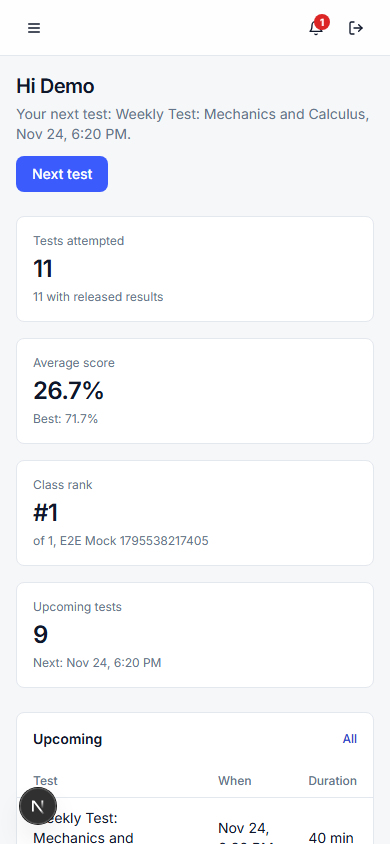 1
Hi Demo
Your next test: Weekly Test: Mechanics and Calculus,
Nov 24, 6:20 PM.
Next test
Tests attempted
11
11 with released results
Average score
26.7%
Best: 71.7%
Class rank
#1
of 1, E2E Mock 1795538217405
Upcoming tests
9
Next: Nov 24, 6:20 PM
Upcoming All
Test When Duration
N
Weekly Test:
Mechanics and
Nov 24,
40 min